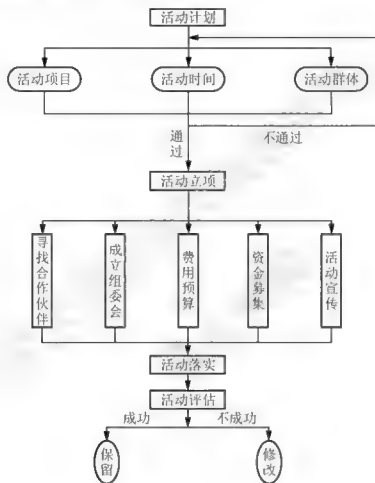 活动计划
活动项目
活动时间
活动群体
通过
不通过
活动立项
寻找合作伙伴
成立组委会
费用预算
资金募集
活动宣传
活动落实
活动评估
成功
不成功
保留
修改